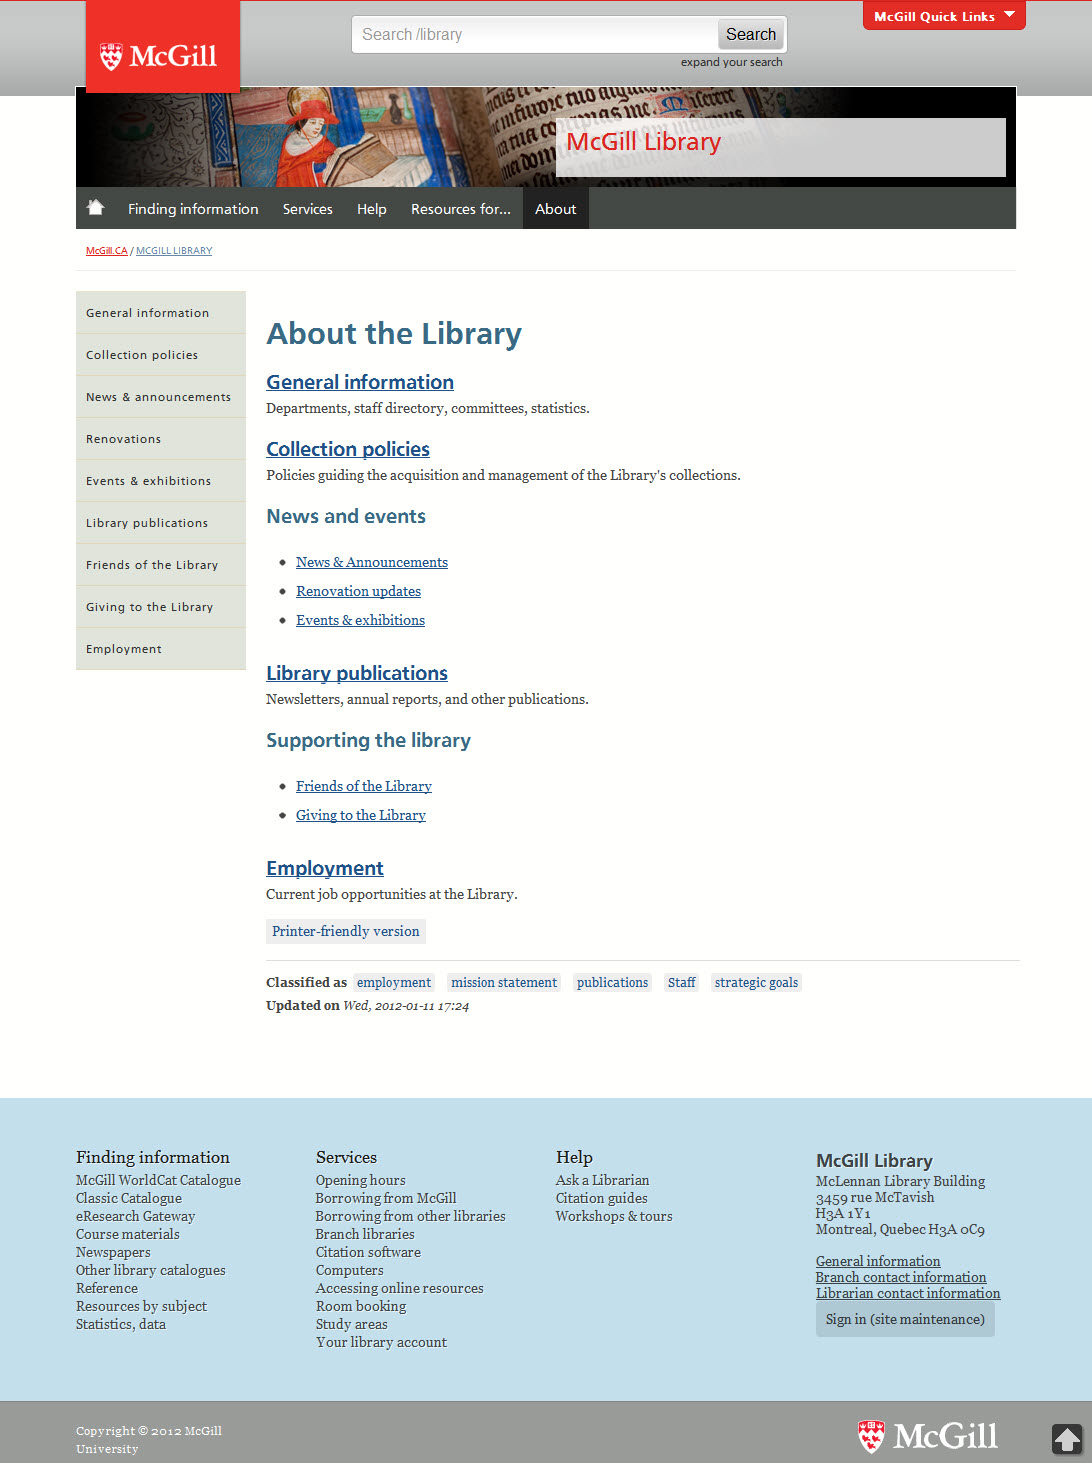 McGill
Search /library
Search
McGill Quick Links
expand your search
McGill Library
Finding information
Services
Help
Resources for...
About
McGill.CA / MCGILL LIBRARY
General information
Collection policies
News & announcements
Renovations
Events & exhibitions
Library publications
Friends of the Library
Giving to the Library
Employment
About the Library
General information
Departments, staff directory, committees, statistics.
Collection policies
Policies guiding the acquisition and management of the Library's collections.
News and events
News & Announcements
Renovation updates
Events & exhibitions
Library publications
Newsletters, annual reports, and other publications.
Supporting the library
Friends of the Library
Giving to the Library
Employment
Current job opportunities at the Library.
Printer-friendly version
Classified as employment mission statement publications Staff strategic goals
Updated on Wed, 2012-01-11 17:24
Finding information
McGill WorldCat Catalogue
Classic Catalogue
eResearch Gateway
Course materials
Newspapers
Other library catalogues
Reference
Resources by subject
Statistics, data
Services
Opening hours
Borrowing from McGill
Borrowing from other libraries
Branch libraries
Citation software
Computers
Accessing online resources
Room booking
Study areas
Your library account
Help
Ask a Librarian
Citation guides
Workshops & tours
McGill Library
McLennan Library Building
3459 rue McTavish
H3A 1Y1
Montreal, Quebec H3A 0C9
General information
Branch contact information
Librarian contact information
Sign in (site maintenance)
Copyright © 2012 McGill
University
McGill